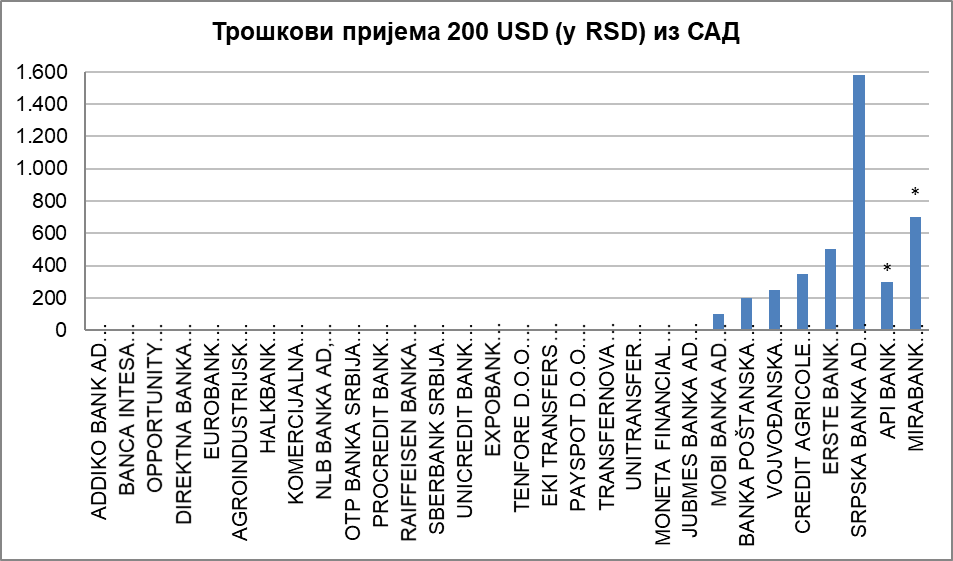 Трошкови пријема 200 USD (у RSD) из САД
1.600
1.400
1.200
1.000
800
600
400
200
0
*
*
ADDIKO BANK AD…
BANCA INTESA…
OPPORTUNITY…
DIREKTNA BANKA…
EUROBANK…
AGROINDUSTRIJSK…
HALKBANK…
KOMERCIJALNA…
NLB BANKA AD,…
OTP BANKA SRBIJA…
PROCREDIT BANK…
RAIFFEISEN BANKA…
SBERBANK SRBIJA…
UNICREDIT BANK…
EXPOBANK…
TENFORE D.O.O.…
EKI TRANSFERS…
PAYSPOT D.O.O.…
TRANSFERNOVA…
UNITRANSFER…
MONETA FINANCIAL…
JUBMES BANKA AD…
MOBI BANKA AD…
BANKA POŠTANSKA…
VOJVOĐANSKA…
CREDIT AGRICOLE…
ERSTE BANK…
SRPSKA BANKA AD…
API BANK…
MIRABANK…